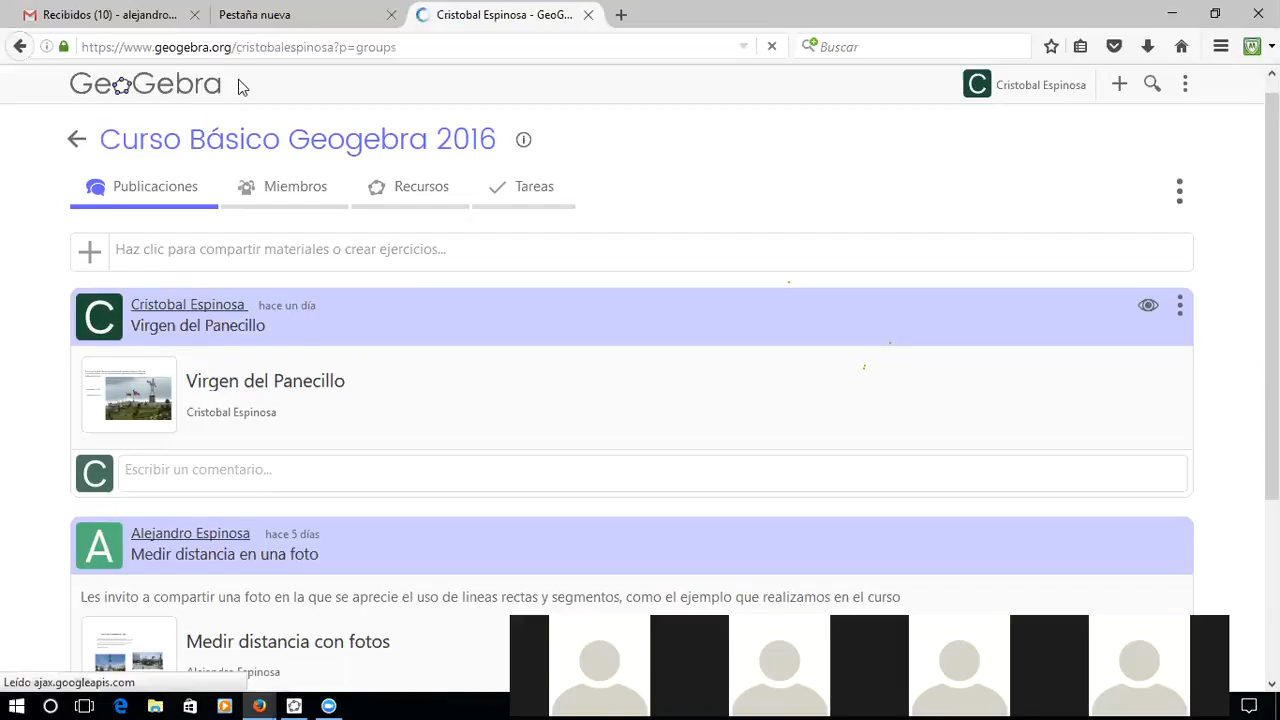 Recibidos (10) - alejandro...
Pestaña nueva
Cristobal Espinosa - GeoG...
https://www.geogebra.org/cristobalespinosa?p=groups
Buscar
GeoGebra
C
Cristobal Espinosa
Curso Básico Geogebra 2016
Publicaciones
Miembros
Recursos
Tareas
Haz clic para compartir materiales o crear ejercicios...
C
Cristobal Espinosa
hace un día
Virgen del Panecillo
Virgen del Panecillo
Cristobal Espinosa
C
Escribir un comentario...
A
Alejandro Espinosa
hace 5 días
Medir distancia en una foto
Les invito a compartir una foto en la que se aprecie el uso de lineas rectas y segmentos, como el ejemplo que realizamos en el curso
Medir distancia con fotos
Alejandro Espinosa
Leído ajax.googleapis.com